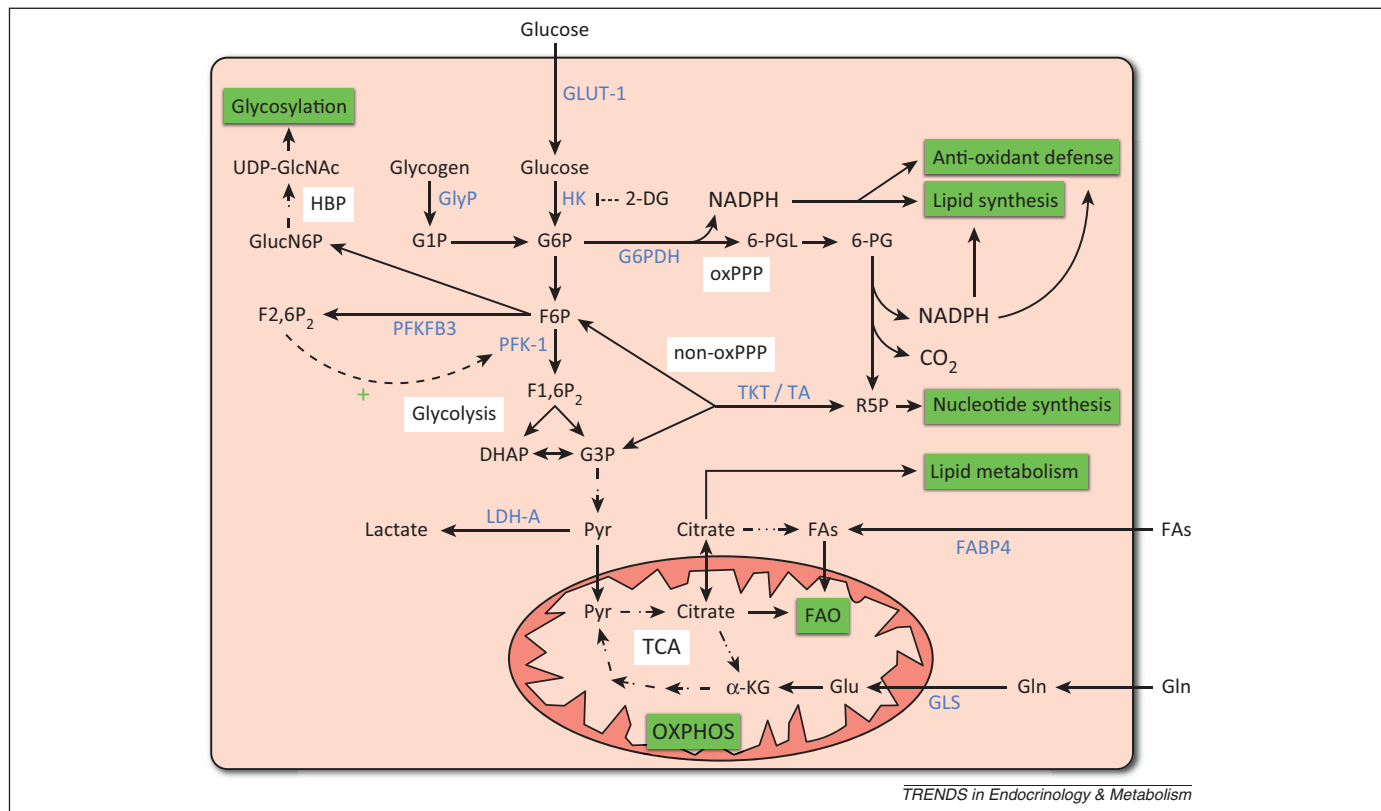 Glucose
GLUT-1
Glycosylation
UDP-GlcNAc
Glycogen
Glucose
Anti-oxidant defense
HBP
GlyP
HK
2-DG
NADPH
Lipid synthesis
GlucN6P
G1P
G6P
G6PDH
6-PGL
6-PG
oxPPP
F2,6P₂
PFKFB3
F6P
NADPH
PFK-1
non-oxPPP
CO₂
+
F1,6P₂
Glycolysis
TKT / TA
R5P
Nucleotide synthesis
DHAP
G3P
Lipid metabolism
Lactate
LDH-A
Pyr
Citrate
FAs
FABP4
FAs
Pyr
Citrate
FAO
TCA
α-KG
Glu
GLS
Gln
Gln
OXPHOS
TRENDS in Endocrinology & Metabolism